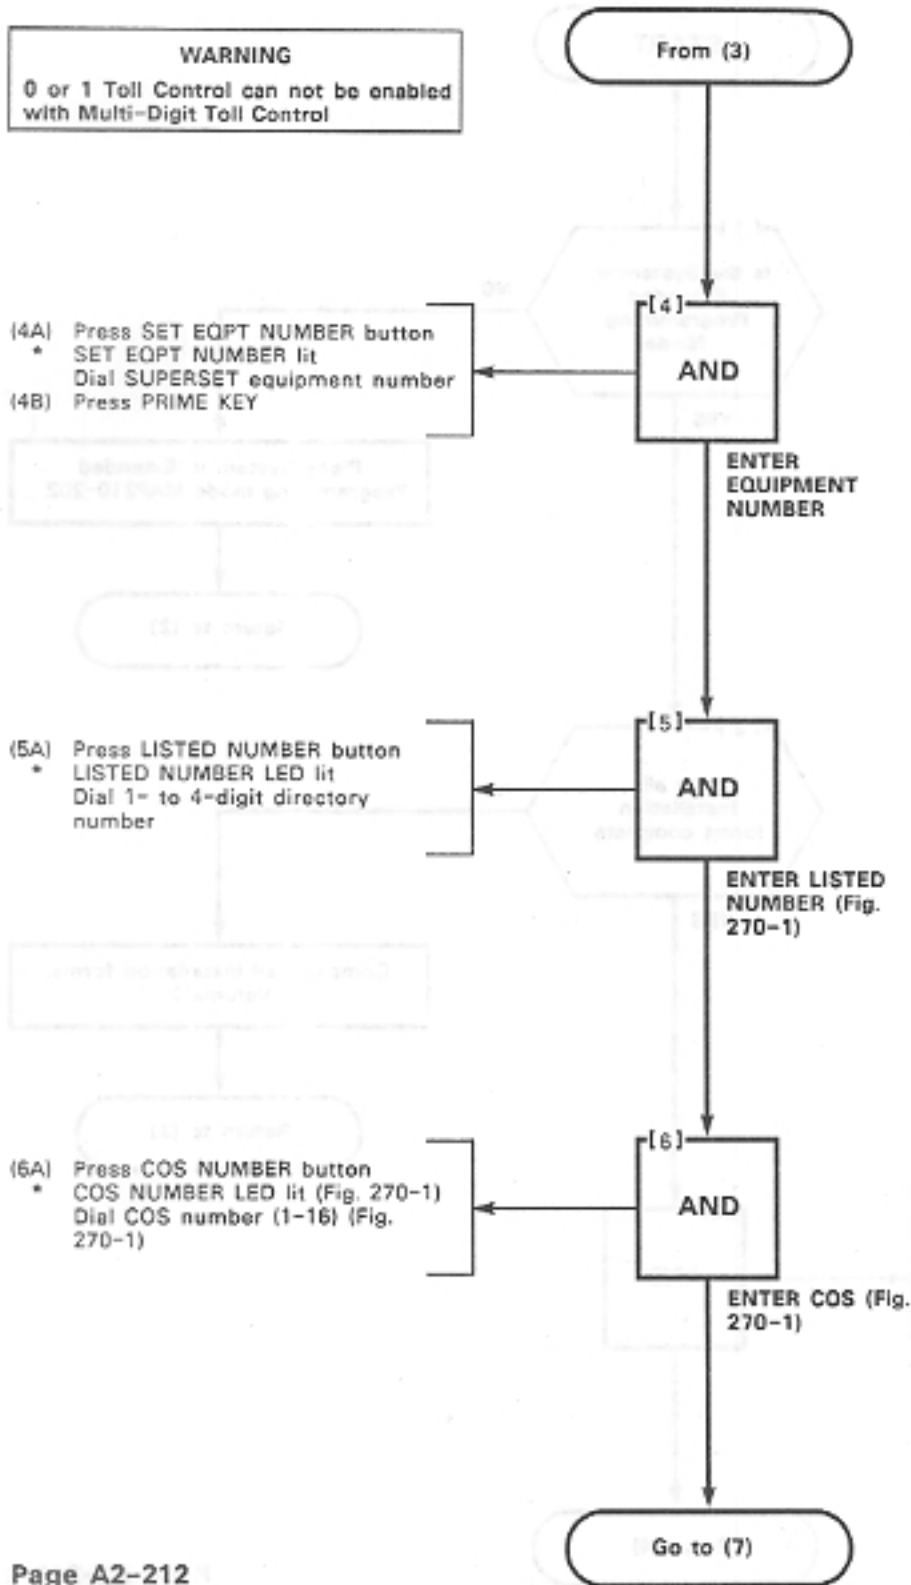 WARNING
0 or 1 Toll Control can not be enabled
with Multi-Digit Toll Control
From (3)
[4]
AND
(4A) Press SET EQPT NUMBER button
* SET EQPT NUMBER lit
Dial SUPERSET equipment number
(4B) Press PRIME KEY
ENTER
EQUIPMENT
NUMBER
[5]
AND
(5A) Press LISTED NUMBER button
* LISTED NUMBER LED lit
Dial 1- to 4-digit directory
number
ENTER LISTED
NUMBER (Fig.
270-1)
[6]
AND
(6A) Press COS NUMBER button
* COS NUMBER LED lit (Fig. 270-1)
Dial COS number (1-16) (Fig.
270-1)
ENTER COS (Fig.
270-1)
Go to (7)
Page A2-212